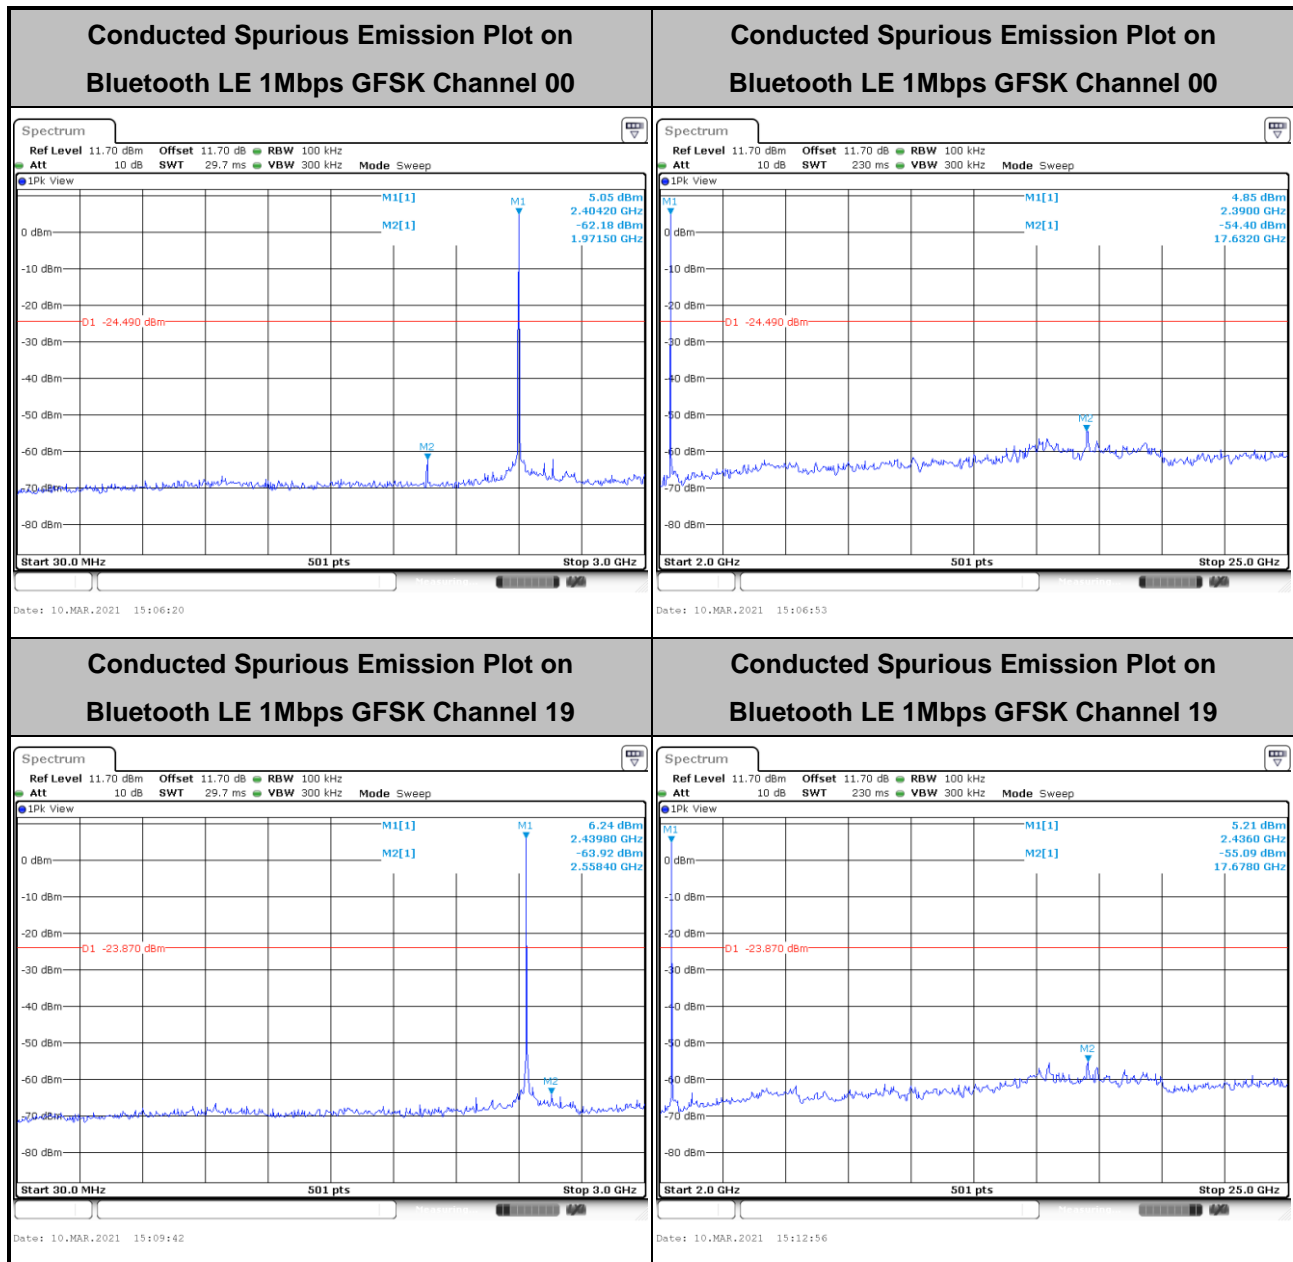 Conducted Spurious Emission Plot on
Bluetooth LE 1Mbps GFSK Channel 00
Spectrum
Ref Level 11.70 dBm Offset 11.70 dB RBW 100 kHz
Att 10 dB SWT 29.7 ms VBW 300 kHz Mode Sweep
1Pk View
M1[1] 5.05 dBm
2.40420 GHz
M2[1] -62.18 dBm
1.97150 GHz
M1
0 dBm
-10 dBm
-20 dBm
D1 -24.490 dBm
-30 dBm
-40 dBm
-50 dBm
M2
-60 dBm
-70 dBm
-80 dBm
Start 30.0 MHz 501 pts Stop 3.0 GHz
Measuring...
Date: 10.MAR.2021 15:06:20
Conducted Spurious Emission Plot on
Bluetooth LE 1Mbps GFSK Channel 00
Spectrum
Ref Level 11.70 dBm Offset 11.70 dB RBW 100 kHz
Att 10 dB SWT 230 ms VBW 300 kHz Mode Sweep
1Pk View
M1[1] 4.85 dBm
2.3900 GHz
M2[1] -54.40 dBm
17.6320 GHz
M1
0 dBm
-10 dBm
-20 dBm
D1 -24.490 dBm
-30 dBm
-40 dBm
-50 dBm
M2
-60 dBm
-70 dBm
-80 dBm
Start 2.0 GHz 501 pts Stop 25.0 GHz
Measuring...
Date: 10.MAR.2021 15:06:53
Conducted Spurious Emission Plot on
Bluetooth LE 1Mbps GFSK Channel 19
Spectrum
Ref Level 11.70 dBm Offset 11.70 dB RBW 100 kHz
Att 10 dB SWT 29.7 ms VBW 300 kHz Mode Sweep
1Pk View
M1[1] 6.24 dBm
2.43980 GHz
M2[1] -63.92 dBm
2.55840 GHz
M1
0 dBm
-10 dBm
-20 dBm
D1 -23.870 dBm
-30 dBm
-40 dBm
-50 dBm
-60 dBm
M2
-70 dBm
-80 dBm
Start 30.0 MHz 501 pts Stop 3.0 GHz
Measuring...
Date: 10.MAR.2021 15:09:42
Conducted Spurious Emission Plot on
Bluetooth LE 1Mbps GFSK Channel 19
Spectrum
Ref Level 11.70 dBm Offset 11.70 dB RBW 100 kHz
Att 10 dB SWT 230 ms VBW 300 kHz Mode Sweep
1Pk View
M1[1] 5.21 dBm
2.4360 GHz
M2[1] -55.09 dBm
17.6780 GHz
M1
0 dBm
-10 dBm
-20 dBm
D1 -23.870 dBm
-30 dBm
-40 dBm
-50 dBm
M2
-60 dBm
-70 dBm
-80 dBm
Start 2.0 GHz 501 pts Stop 25.0 GHz
Measuring...
Date: 10.MAR.2021 15:12:56